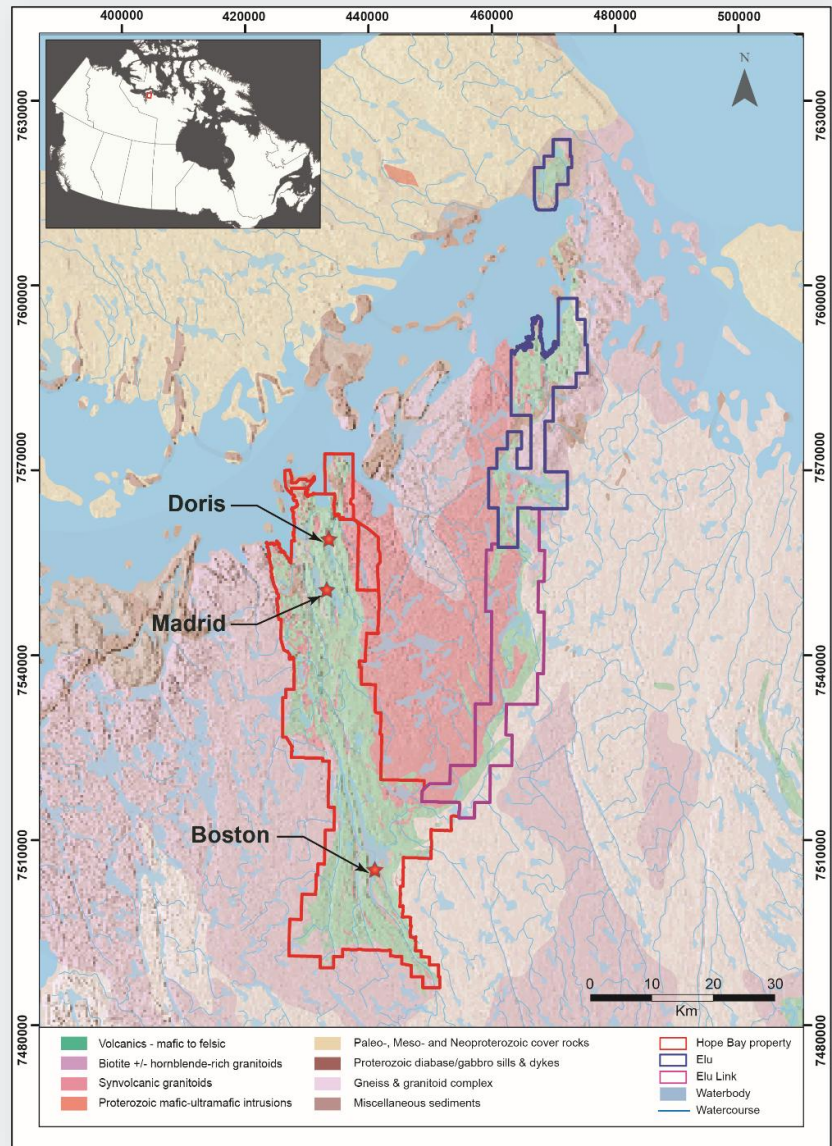 400000 420000 440000 460000 480000 500000
N
7630000
7630000
7600000
7600000
7570000
7570000
Doris
Madrid
7540000
7540000
Boston
7510000
7510000
0 10 20 30
Km
7480000
7480000
Volcanics - mafic to felsic
Biotite +/- hornblende-rich granitoids
Synvolcanic granitoids
Proterozoic mafic-ultramafic intrusions
Paleo-, Meso- and Neoproterozoic cover rocks
Proterozoic diabase/gabbro sills & dykes
Gneiss & granitoid complex
Miscellaneous sediments
Hope Bay property
Elu
Elu Link
Waterbody
Watercourse